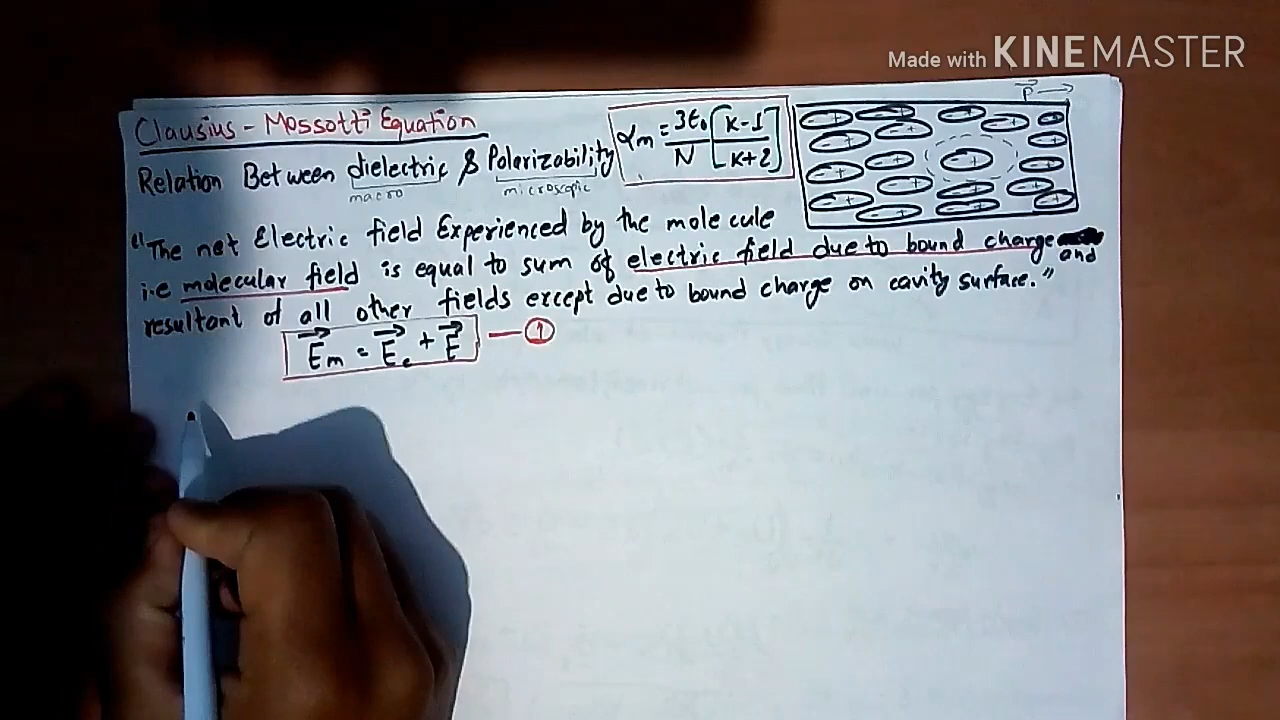 Made with KINEMASTER
P
Clausius - Mossotti Equation
αm = 3ε0/N [K-1/K+2]
Relation Between dielectric & Polarizability
macro microscopic
"The net Electric field Experienced by the molecule
i.e molecular field is equal to sum of electric field due to bound charge and
resultant of all other fields except due to bound charge on cavity surface."
Em = Ec + E — 1